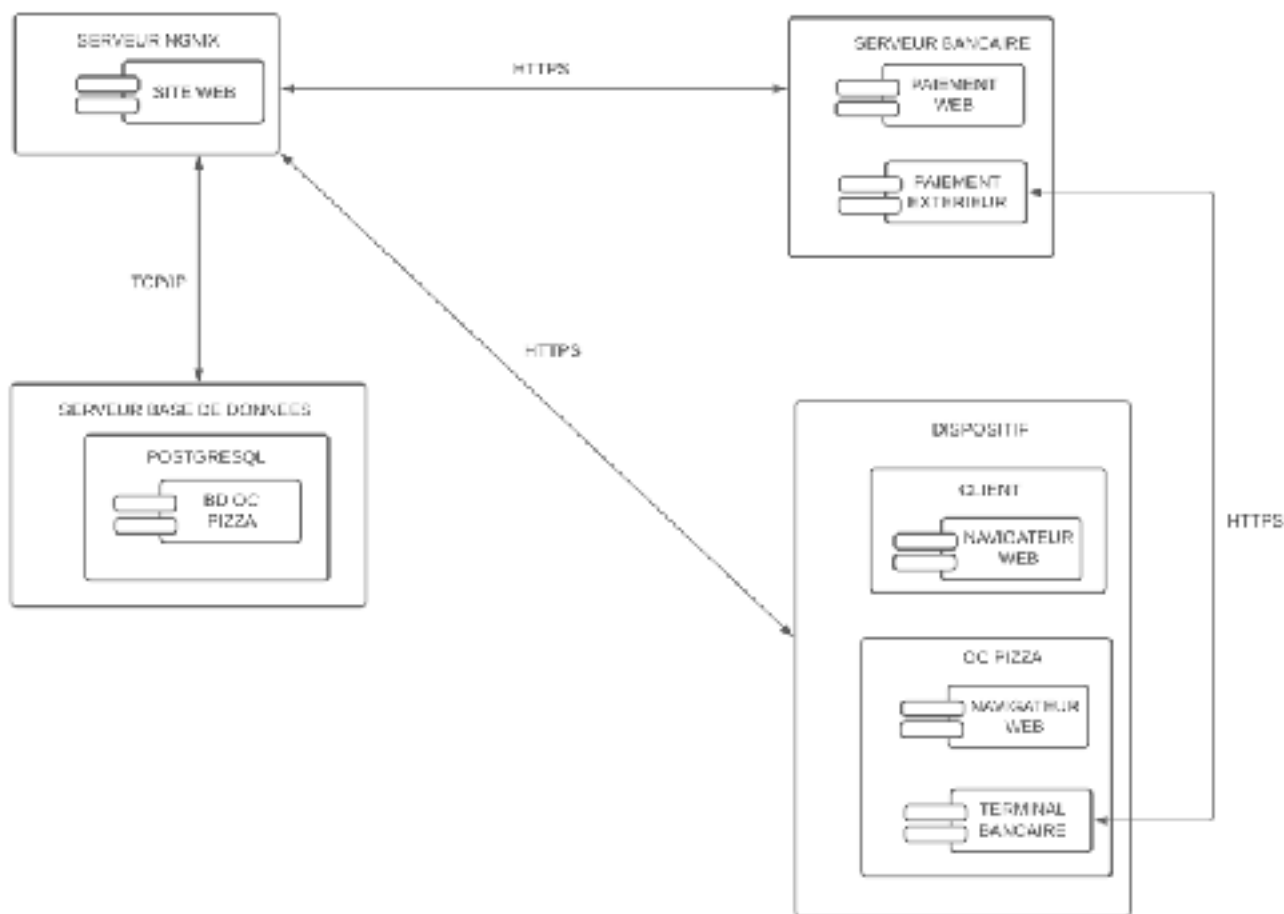 SERVEUR NGNIX
SITE WEB
HTTPS
SERVEUR BANCAIRE
PAIEMENT
WEB
PAIEMENT
EXTERIEUR
TCP/IP
HTTPS
SERVEUR BASE DE DONNEES
POSTGRESQL
BD OC
PIZZA
DISPOSITIF
CLIENT
NAVIGATEUR
WEB
HTTPS
OC PIZZA
NAVIGATEUR
WEB
TERMINAL
BANCAIRE